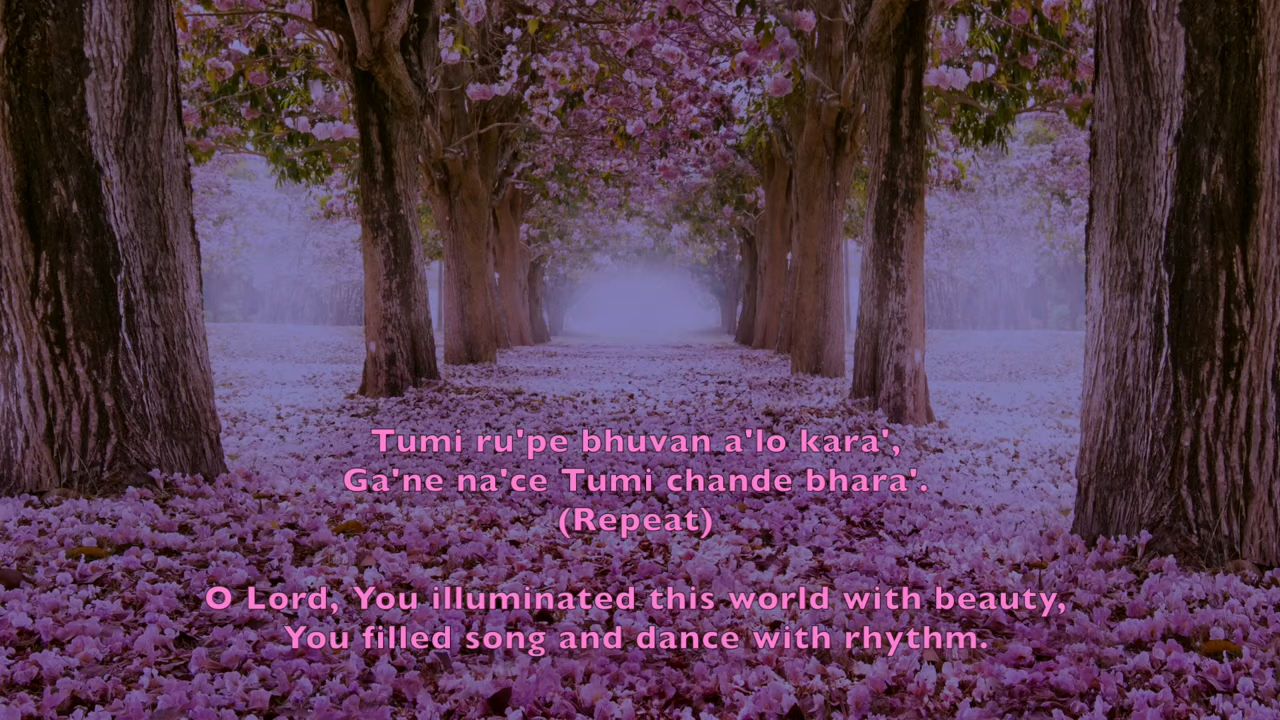 Tumi ru'pe bhuvan a'lo kara',
Ga'ne na'ce Tumi chande bhara'.
(Repeat)
O Lord, You illuminated this world with beauty,
You filled song and dance with rhythm.